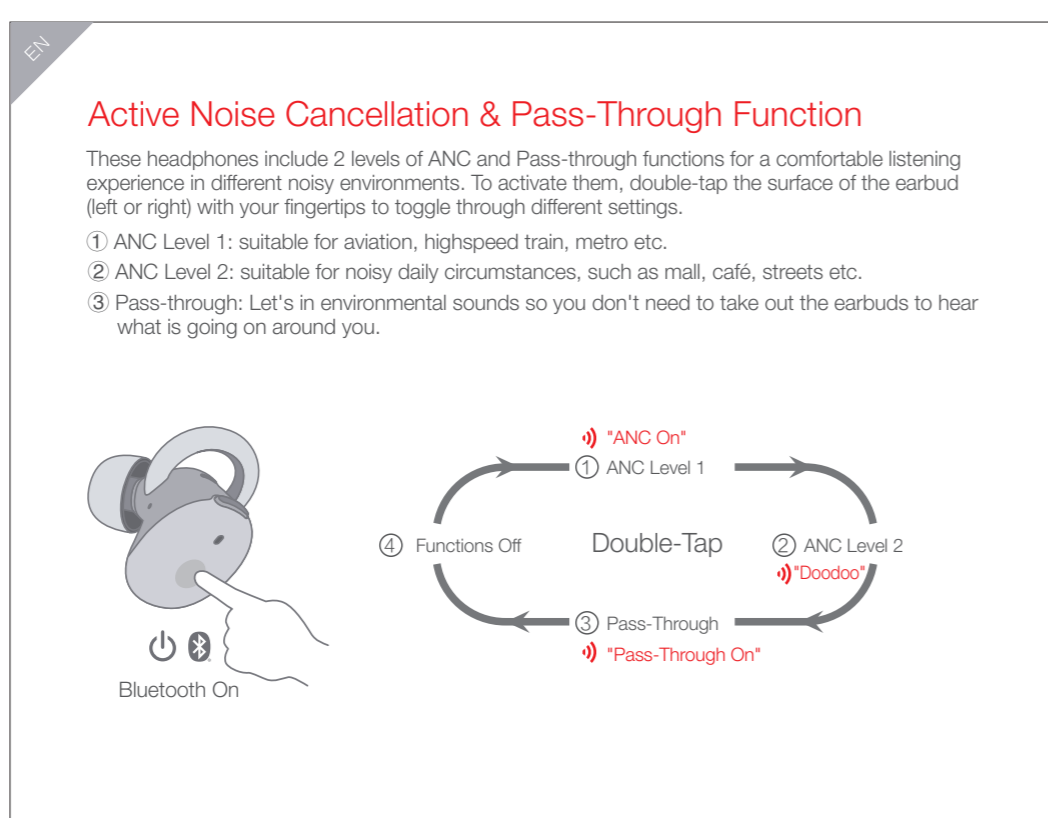 EN
Active Noise Cancellation & Pass-Through Function
These headphones include 2 levels of ANC and Pass-through functions for a comfortable listening
experience in different noisy environments. To activate them, double-tap the surface of the earbud
(left or right) with your fingertips to toggle through different settings.
① ANC Level 1: suitable for aviation, highspeed train, metro etc.
② ANC Level 2: suitable for noisy daily circumstances, such as mall, café, streets etc.
③ Pass-through: Let's in environmental sounds so you don't need to take out the earbuds to hear
what is going on around you.
"ANC On"
① ANC Level 1
④ Functions Off
Double-Tap
② ANC Level 2
"Doodoo"
③ Pass-Through
"Pass-Through On"
Bluetooth On